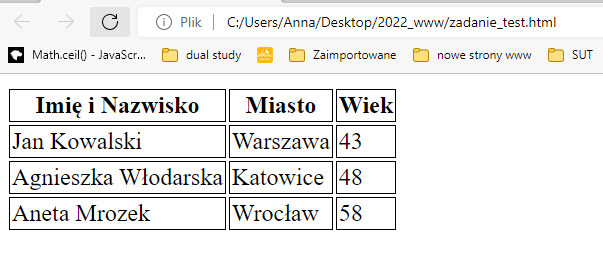 Plik | C:/Users/Anna/Desktop/2022_www/zadanie_test.html
Math.ceil() - JavaScr... dual study Zaimportowane nowe strony www SUT
Imię i Nazwisko Miasto Wiek
Jan Kowalski Warszawa 43
Agnieszka Włodarska Katowice 48
Aneta Mrozek Wrocław 58